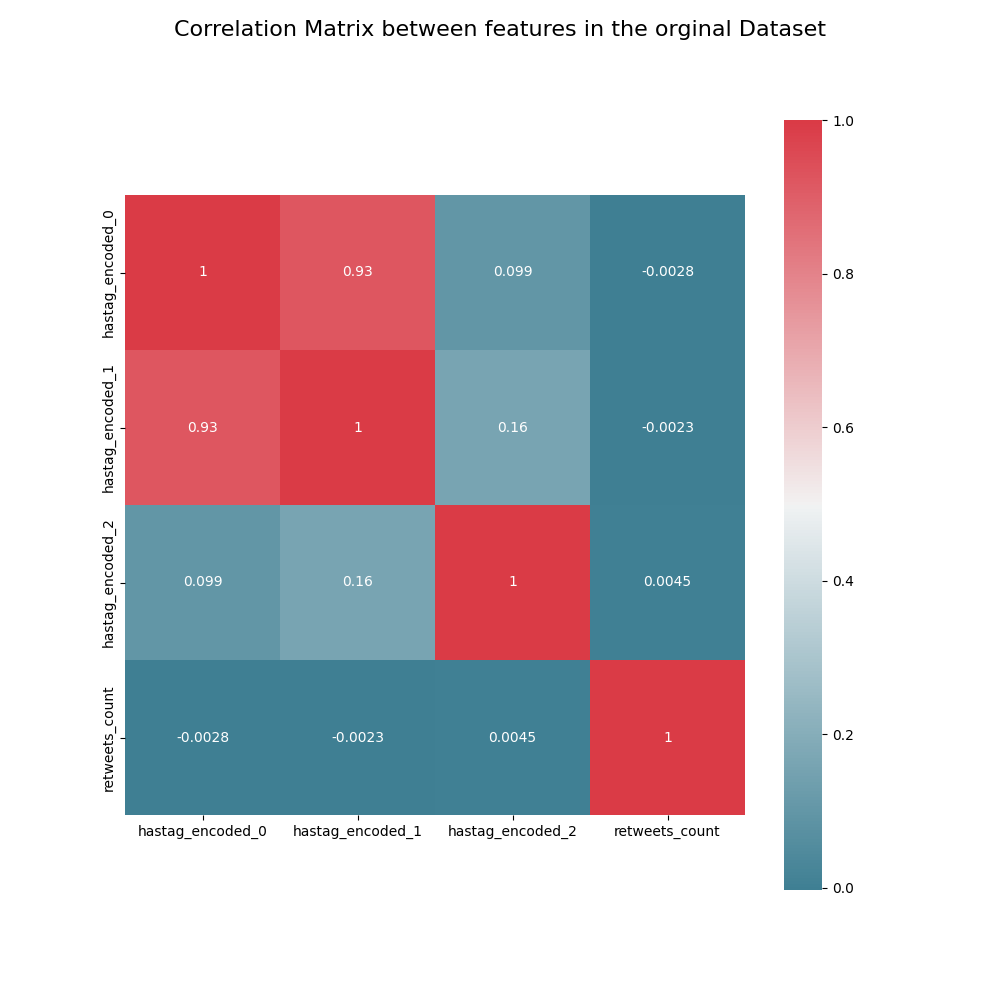 Correlation Matrix between features in the orginal Dataset
1.0
0.8
0.6
0.4
0.2
0.0
hastag_encoded_0
1 0.93 0.099 -0.0028
hastag_encoded_1
0.93 1 0.16 -0.0023
hastag_encoded_2
0.099 0.16 1 0.0045
retweets_count
-0.0028 -0.0023 0.0045 1
hastag_encoded_0 hastag_encoded_1 hastag_encoded_2 retweets_count